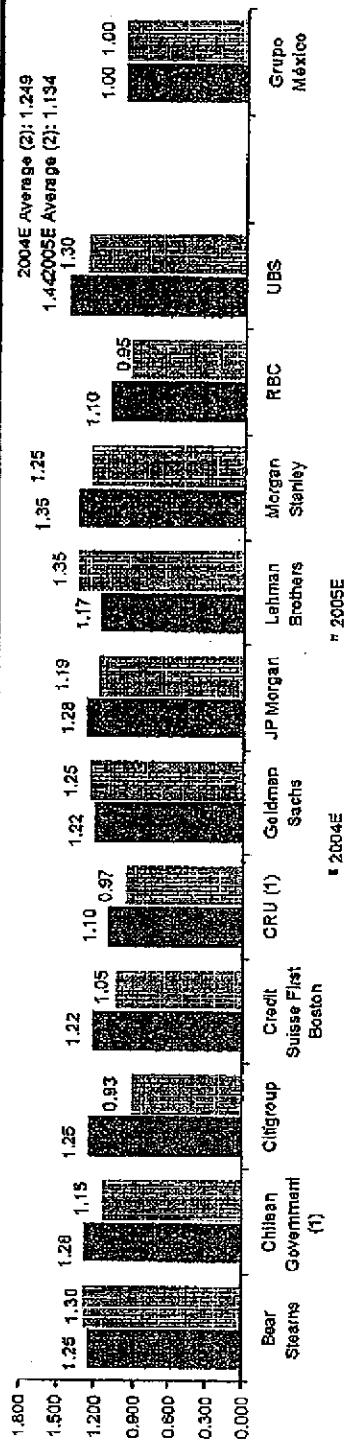 2004E Average (2): 1.249
2005E Average (2): 1.134
1.800
1.500
1.200
0.900
0.600
0.300
0.000
1.25 1.30
1.28 1.15
1.25 0.93
1.22 1.05
1.10 0.97
1.22 1.25
1.28 1.19
1.17 1.35
1.35 1.25
1.10 0.95
1.44 1.30
1.00 1.00
Bear
Stearns
Chilean
Government
(1)
Citigroup
Credit
Suisse First
Boston
CRU (1)
Goldman
Sachs
JP Morgan
Lehman
Brothers
Morgan
Stanley
RBC
UBS
Grupo
México
2004E
2005E